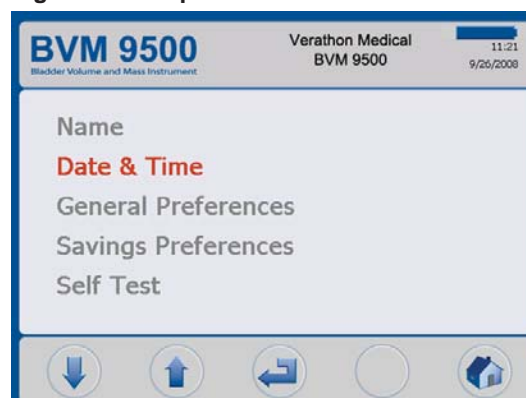 BVM 9500
Bladder Volume and Mass Instrument
Verathon Medical
BVM 9500
11:21
9/26/2008
Name
Date & Time
General Preferences
Savings Preferences
Self Test